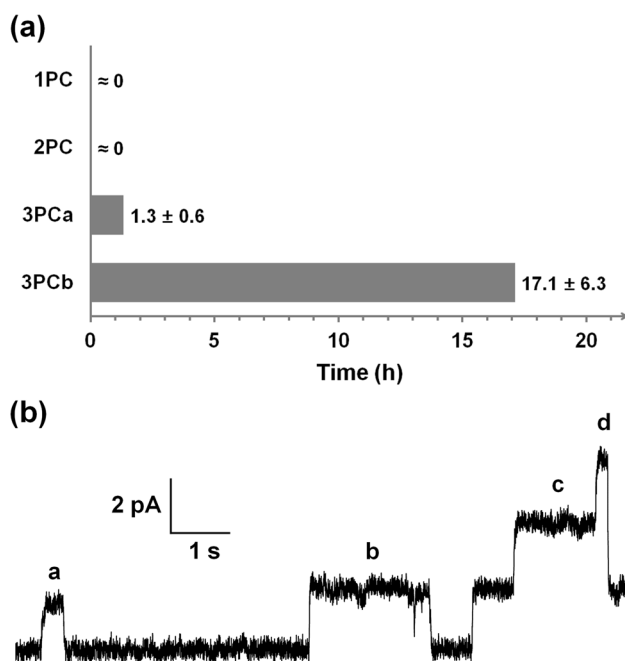 (a)
1PC ≈ 0
2PC ≈ 0
3PCa 1.3 ± 0.6
3PCb 17.1 ± 6.3
0 5 10 15 20
Time (h)
(b)
d
c
2 pA
1 s
b
a